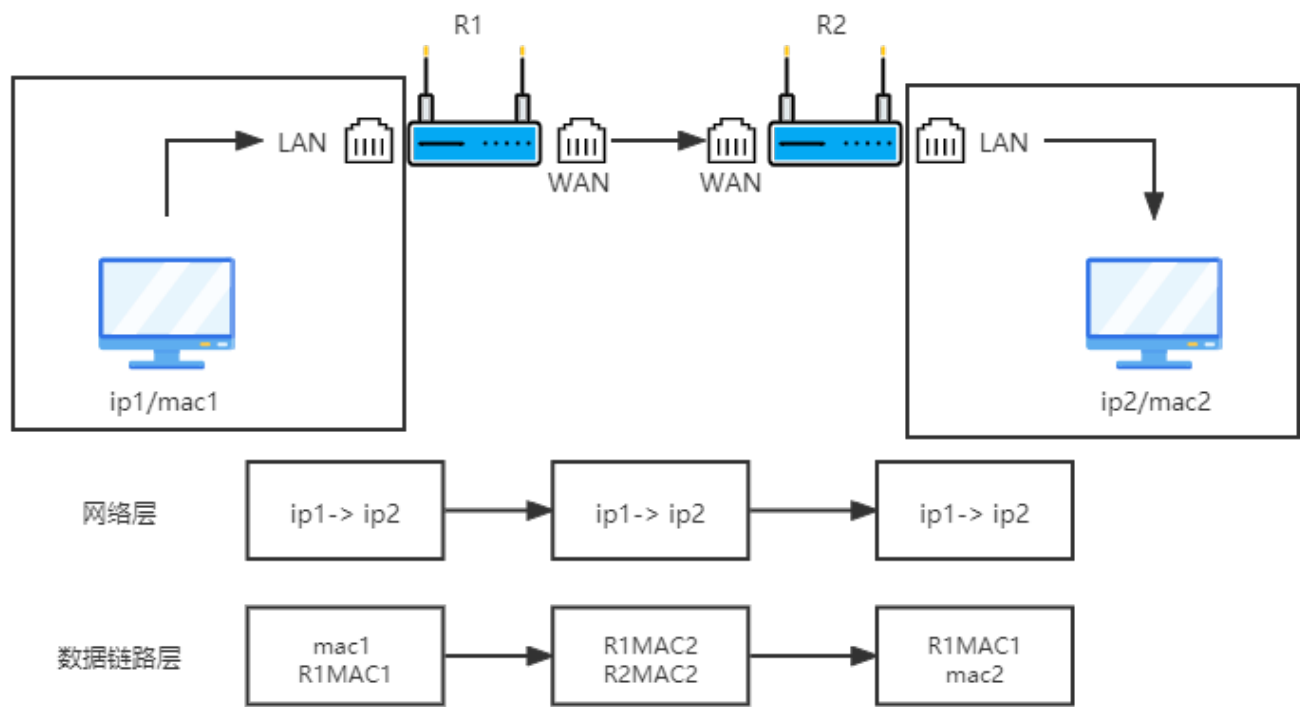 R1
R2
LAN
WAN
WAN
LAN
ip1/mac1
ip2/mac2
网络层
ip1-> ip2
ip1-> ip2
ip1-> ip2
数据链路层
mac1
R1MAC1
R1MAC2
R2MAC2
R1MAC1
mac2